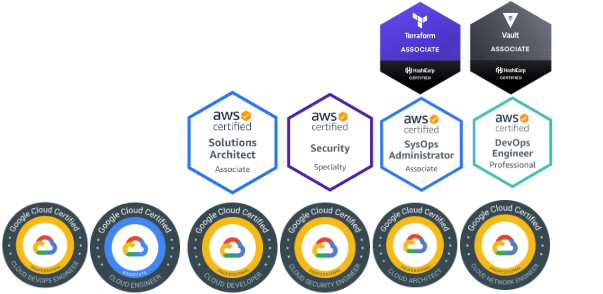 Terraform
ASSOCIATE
HashiCorp
CERTIFIED
Vault
ASSOCIATE
HashiCorp
CERTIFIED
aws
certified
Solutions
Architect
Associate
aws
certified
Security
Specialty
aws
certified
SysOps
Administrator
Associate
aws
certified
DevOps
Engineer
Professional
Google Cloud Certified
PROFESSIONAL
CLOUD DEVOPS ENGINEER
Google Cloud Certified
ASSOCIATE
CLOUD ENGINEER
Google Cloud Certified
PROFESSIONAL
CLOUD DEVELOPER
Google Cloud Certified
PROFESSIONAL
CLOUD SECURITY ENGINEER
Google Cloud Certified
PROFESSIONAL
CLOUD ARCHITECT
Google Cloud Certified
PROFESSIONAL
CLOUD NETWORK ENGINEER